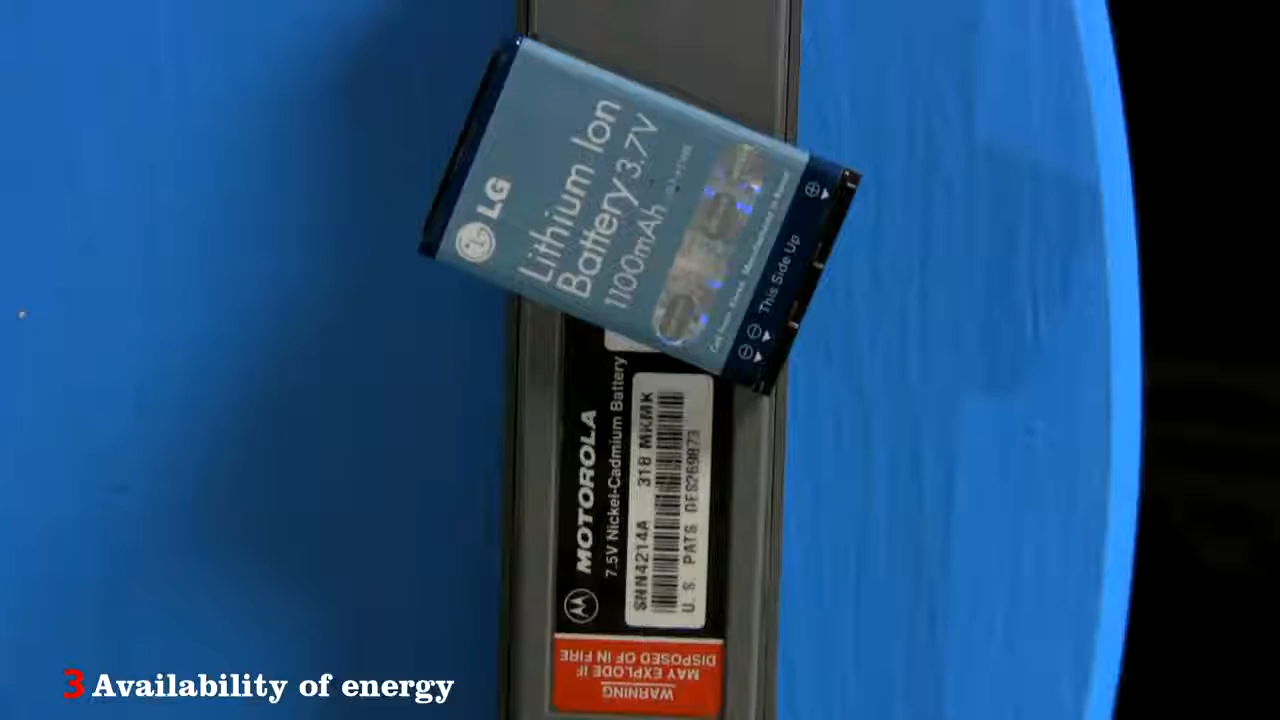 LG
Lithium Ion
Battery 3.7V
1100mAh
This Side Up
MOTOROLA
7.5V Nickel-Cadmium Battery
SNN4214A 318 MKMK
U.S. PATS DES269873
WARNING
MAY EXPLODE IF
DISPOSED OF IN FIRE
3 Availability of energy